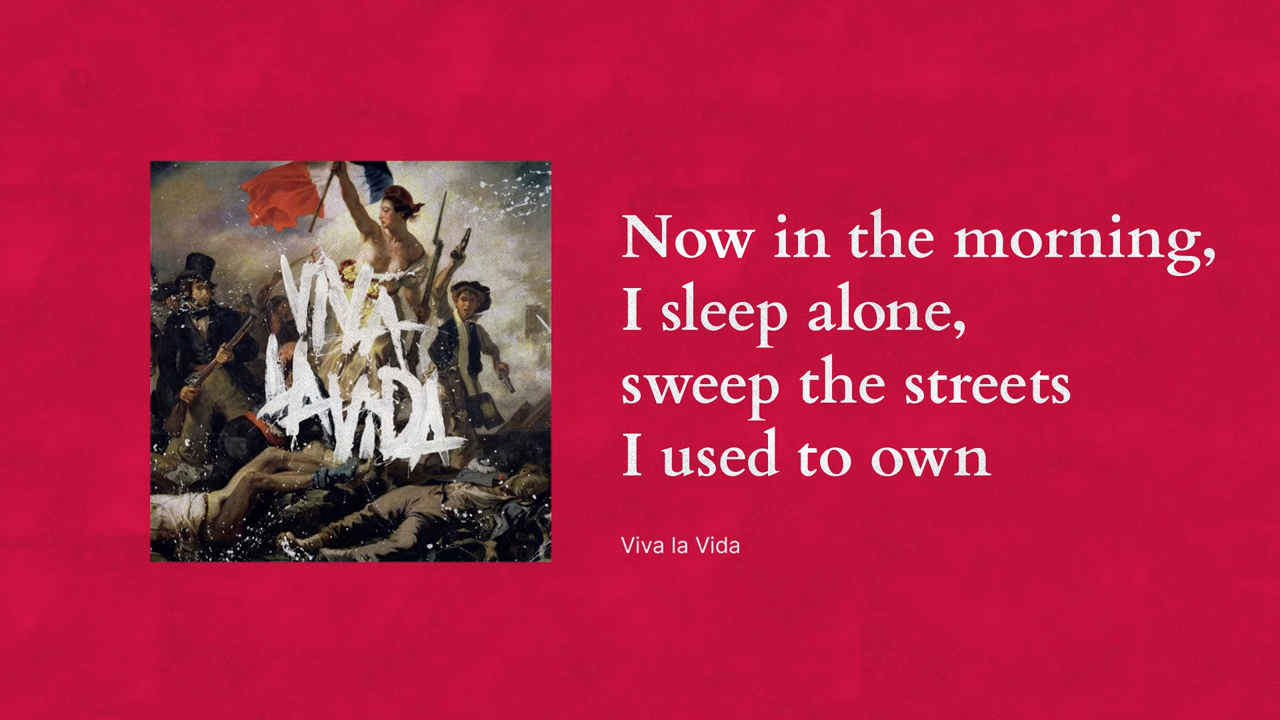 VIVA
LA VIDA
Now in the morning,
I sleep alone,
sweep the streets
I used to own
Viva la Vida